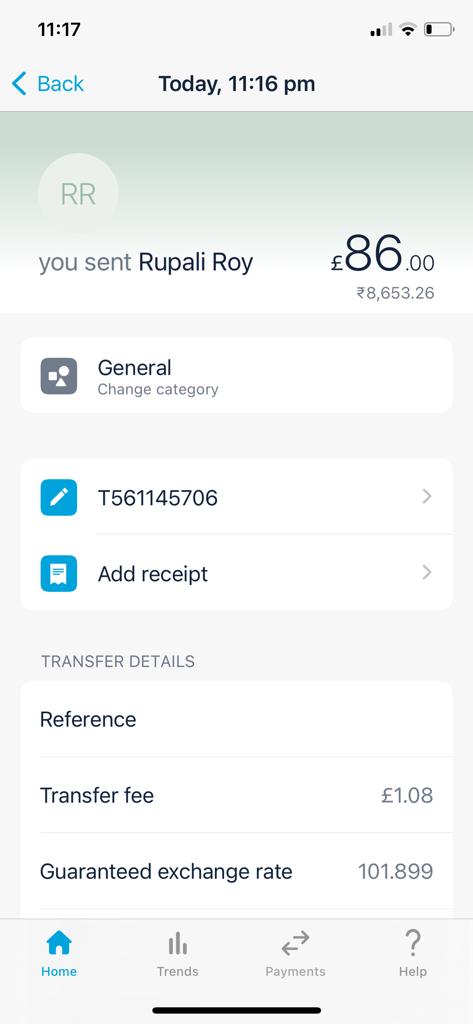 11:17
Back
Today, 11:16 pm
RR
you sent Rupali Roy
£86.00
₹8,653.26
General
Change category
T561145706
Add receipt
TRANSFER DETAILS
Reference
Transfer fee £1.08
Guaranteed exchange rate 101.899
Home Trends Payments Help